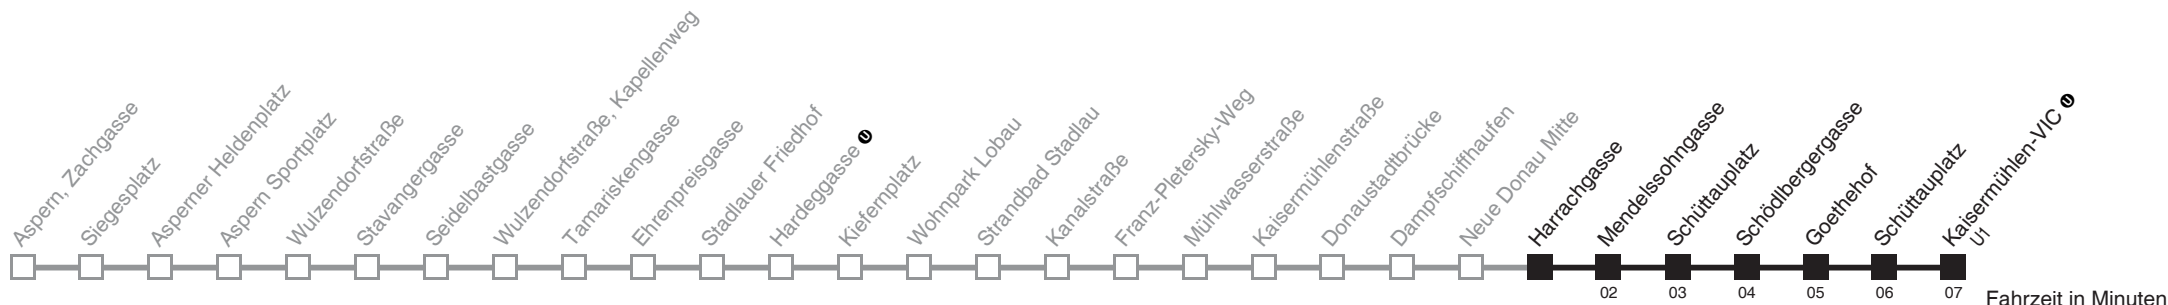 Aspern, Zachgasse
Siegesplatz
Asperner Heldenplatz
Aspern Sportplatz
Wulzendorfstraße
Stavangergasse
Seidelbastgasse
Wulzendorfstraße, Kapellenweg
Tamariskengasse
Ehrenpreisgasse
Stadlauer Friedhof
Hardeggasse U
Kiefernplatz
Wohnpark Lobau
Strandbad Stadlau
Kanalstraße
Franz-Pletersky-Weg
Mühlwasserstraße
Kaisermühlenstraße
Donaustadtbrücke
Dampfschiffhaufen
Neue Donau Mitte
Harrachgasse
Mendelssohngasse
Schüttauplatz
Schödlbergergasse
Goethehof
Schüttauplatz
Kaisermühlen-VIC U
U1
02 03 04 05 06 07 Fahrzeit in Minuten